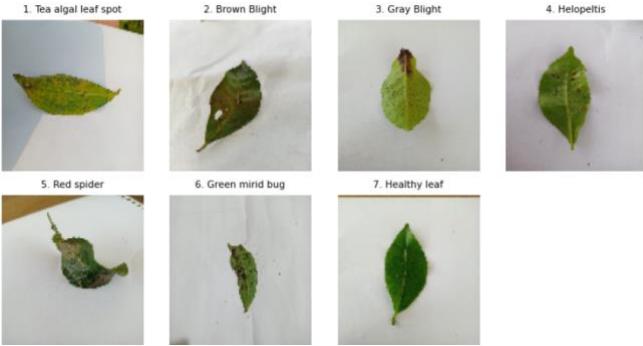 1. Tea algal leaf spot
2. Brown Blight
3. Gray Blight
4. Helopeltis
5. Red spider
6. Green mirid bug
7. Healthy leaf